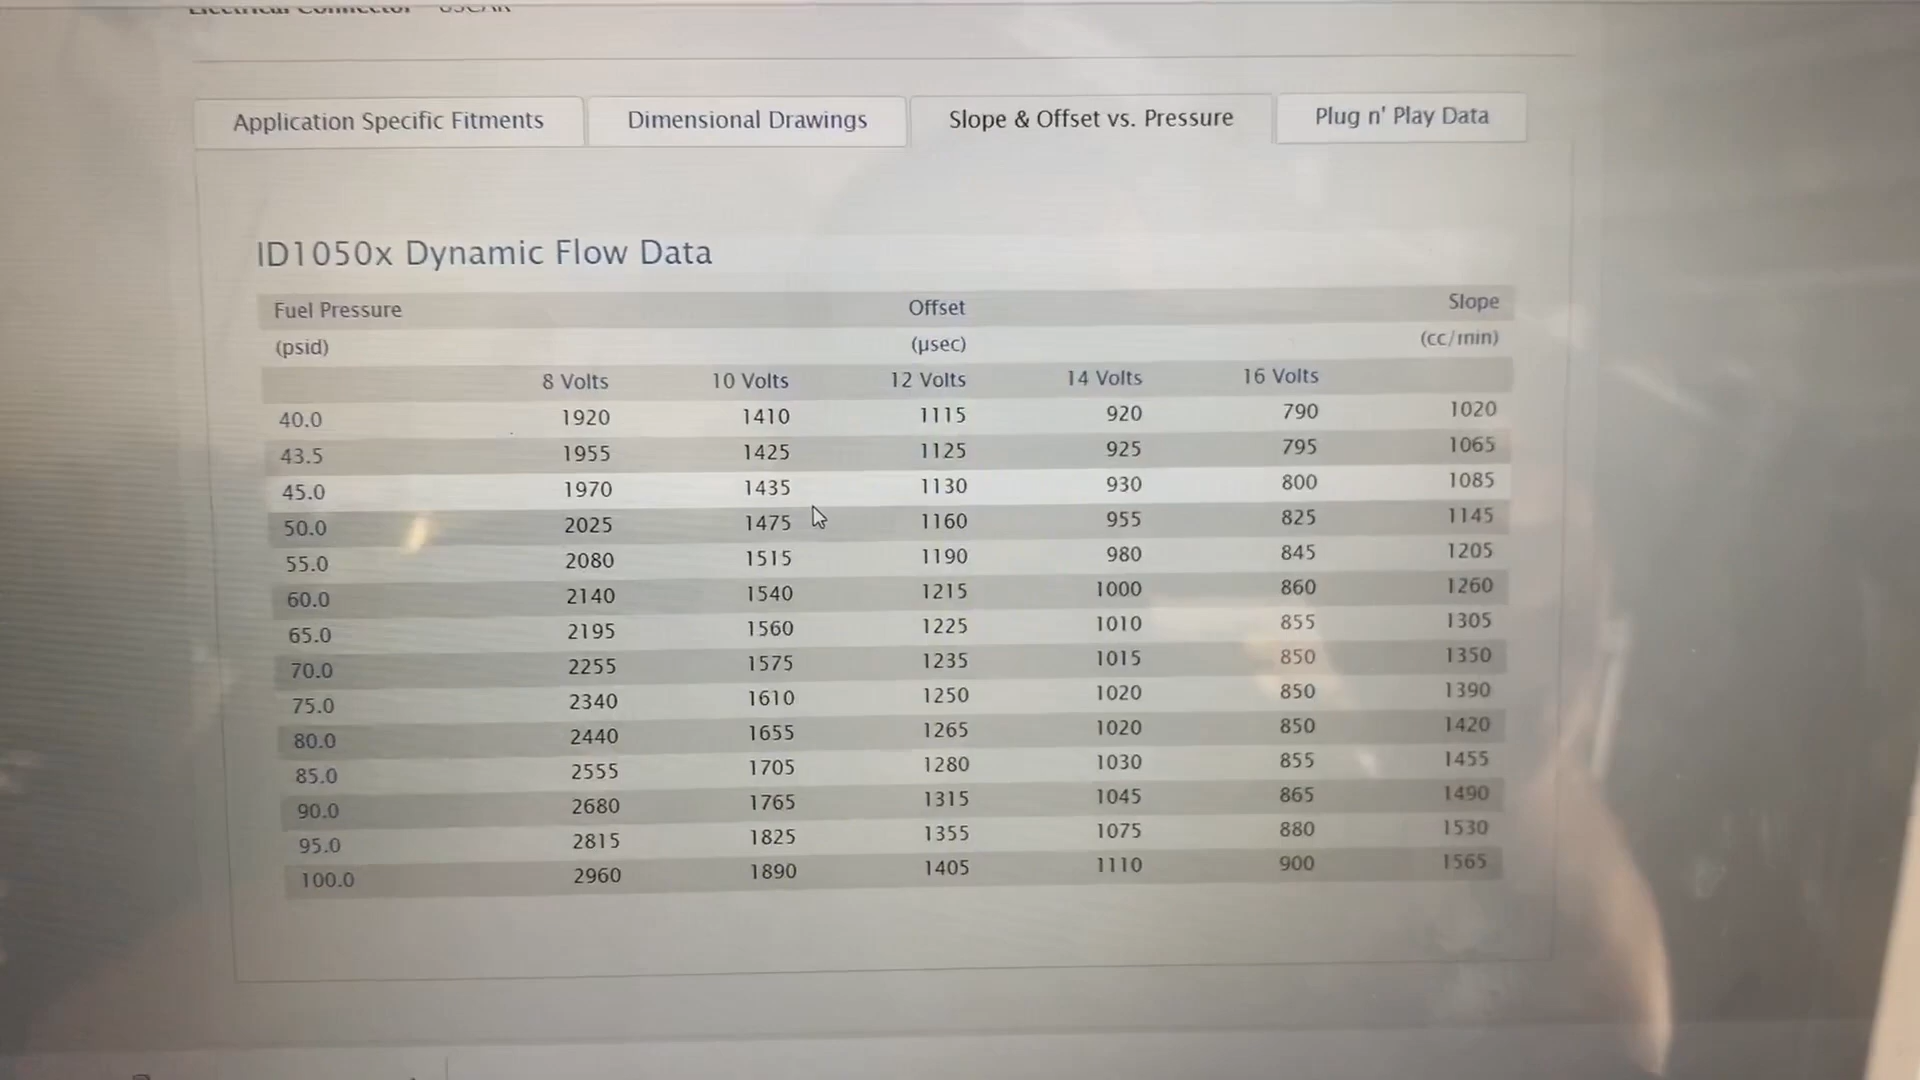 Electrical Connector USCAR
Application Specific Fitments Dimensional Drawings Slope & Offset vs. Pressure Plug n' Play Data
ID1050x Dynamic Flow Data
Fuel Pressure Offset Slope
(psid) (µsec) (cc/min)
8 Volts 10 Volts 12 Volts 14 Volts 16 Volts
40.0 1920 1410 1115 920 790 1020
43.5 1955 1425 1125 925 795 1065
45.0 1970 1435 1130 930 800 1085
50.0 2025 1475 1160 955 825 1145
55.0 2080 1515 1190 980 845 1205
60.0 2140 1540 1215 1000 860 1260
65.0 2195 1560 1225 1010 855 1305
70.0 2255 1575 1235 1015 850 1350
75.0 2340 1610 1250 1020 850 1390
80.0 2440 1655 1265 1020 850 1420
85.0 2555 1705 1280 1030 855 1455
90.0 2680 1765 1315 1045 865 1490
95.0 2815 1825 1355 1075 880 1530
100.0 2960 1890 1405 1110 900 1565